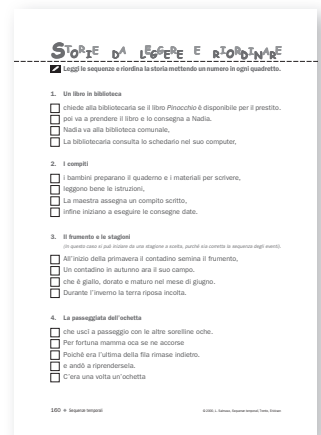 STORIE DA LEGGERE E RIORDINARE
Leggi le sequenze e riordina la storia mettendo un numero in ogni quadretto.
1. Un libro in biblioteca
chiede alla bibliotecaria se il libro Pinocchio è disponibile per il prestito.
poi va a prendere il libro e lo consegna a Nadia.
Nadia va alla biblioteca comunale,
La bibliotecaria consulta lo schedario nel suo computer,
2. I compiti
i bambini preparano il quaderno e i materiali per scrivere,
leggono bene le istruzioni,
La maestra assegna un compito scritto,
infine iniziano a eseguire le consegne date.
3. Il frumento e le stagioni
(In questo caso si può iniziare da una stagione a scelta, purché sia corretta la sequenza degli eventi).
All'inizio della primavera il contadino semina il frumento,
Un contadino in autunno ara il suo campo.
che è giallo, dorato e maturo nel mese di giugno.
Durante l'inverno la terra riposa incolta.
4. La passeggiata dell'ochetta
che uscì a passeggio con le altre sorelline oche.
Per fortuna mamma oca se ne accorse
Poiché era l'ultima della fila rimase indietro.
e andò a riprendersela.
C'era una volta un'ochetta
160 ◆ Sequenze temporali